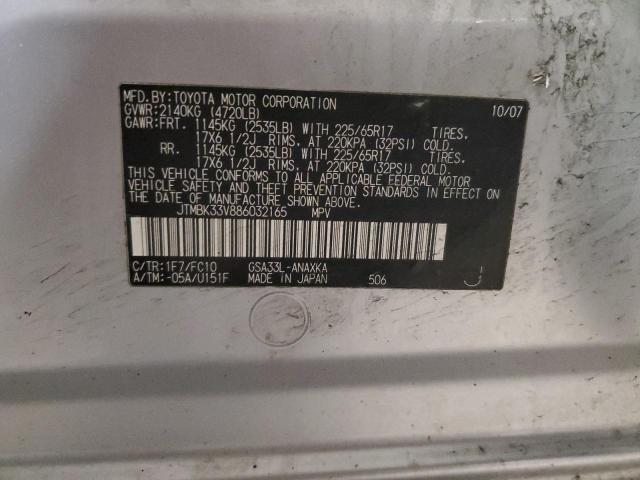 MFD.BY:TOYOTA MOTOR CORPORATION 10/07
GVWR:2140KG (4720LB)
GAWR:FRT. 1145KG (2535LB) WITH 225/65R17 TIRES.
17X6 1/2J RIMS. AT 220KPA (32PSI) COLD.
RR. 1145KG (2535LB) WITH 225/65R17 TIRES.
17X6 1/2J RIMS. AT 220KPA (32PSI) COLD.
THIS VEHICLE CONFORMS TO ALL APPLICABLE FEDERAL MOTOR
VEHICLE SAFETY AND THEFT PREVENTION STANDARDS IN EFFECT ON
THE DATE OF MANUFACTURE SHOWN ABOVE.
JTMBK33V886032165 MPV
C/TR:1F7/FC10 GSA33L-ANAXKA
A/TM:-05A/U151F MADE IN JAPAN 506